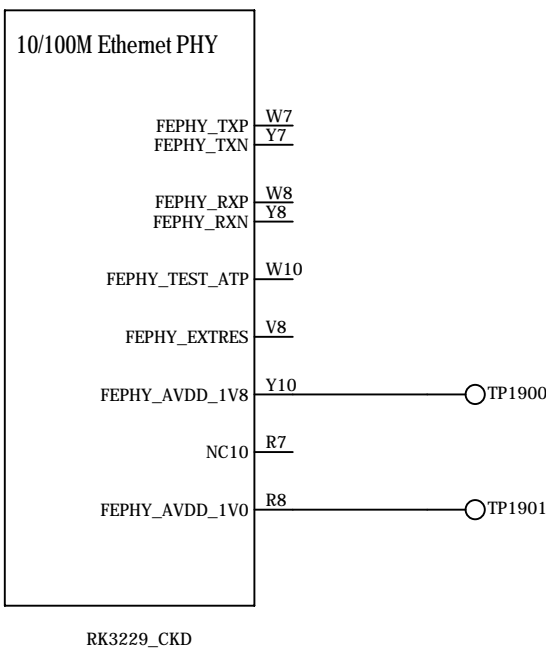 10/100M Ethernet PHY
FEPHY_TXP W7
FEPHY_TXN Y7
FEPHY_RXP W8
FEPHY_RXN Y8
FEPHY_TEST_ATP W10
FEPHY_EXTRES V8
FEPHY_AVDD_1V8 Y10 TP1900
NC10 R7
FEPHY_AVDD_1V0 R8 TP1901
RK3229_CKD